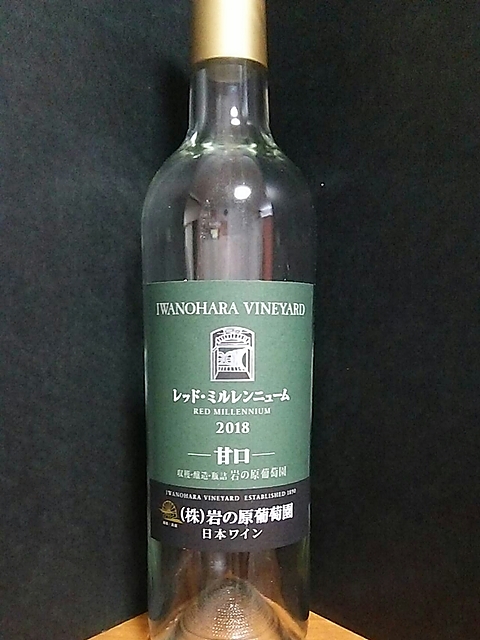 IWANOHARA VINEYARD
レッド・ミルレンニューム
RED MILLENNIUM
2018
甘口
収穫・醸造・瓶詰 岩の原葡萄園
IWANOHARA VINEYARD ESTABLISHED 1890
(株)岩の原葡萄園
日本ワイン